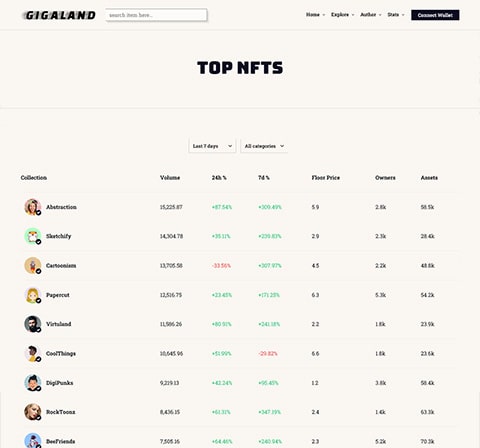 GIGALAND
search item here...
Home Explore Author Stats Connect Wallet
TOP NFTS
Last 7 days All categories
Collection Volume 24h % 7d % Floor Price Owners Assets
Abstraction 15,225.87 +87.54% +309.49% 5.9 2.8k 58.5k
Sketchify 14,304.78 +35.11% +239.83% 2.9 2.3k 28.4k
Cartoonism 13,705.58 -33.56% +307.97% 4.5 2.2k 48.8k
Papercut 12,516.75 +23.45% +171.25% 6.3 5.3k 54.2k
Virtuland 11,586.26 +80.91% +241.18% 2.2 1.8k 23.9k
CoolThings 10,645.96 +51.99% -29.82% 6.6 1.8k 23.6k
DigiPunks 9,219.13 +42.24% +95.45% 1.2 3.8k 58.4k
RockToonz 8,436.15 +61.31% +347.19% 2.4 1.4k 63.3k
BeeFriends 7,505.16 +64.46% +240.94% 2.3 5.2k 70.3k